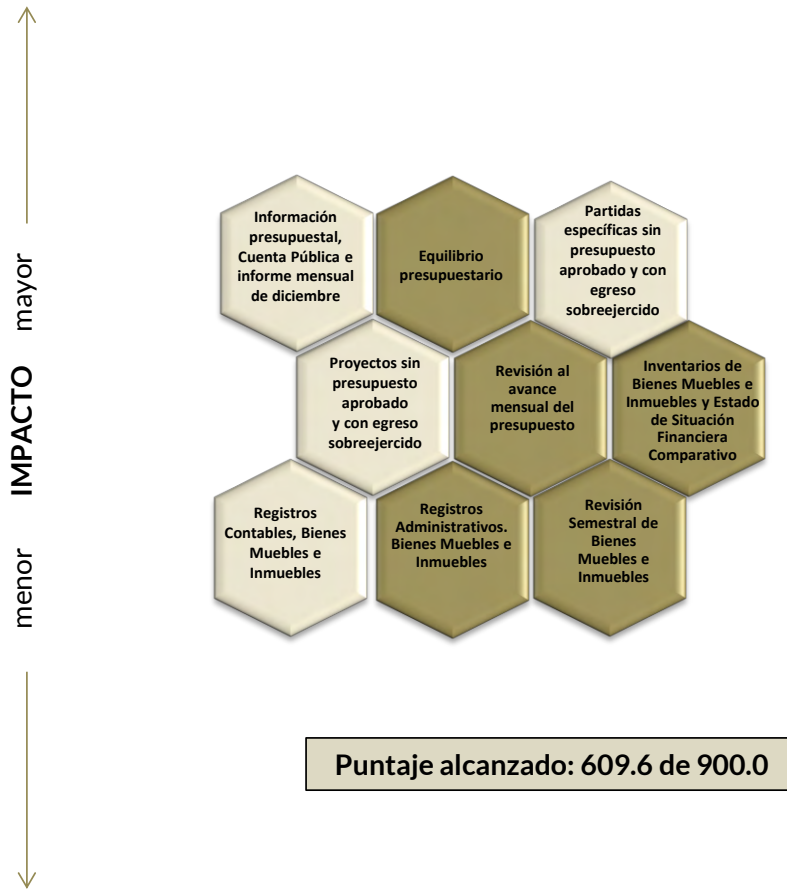 mayor
IMPACTO
menor
Información
presupuestal,
Cuenta Pública e
informe mensual
de diciembre
Equilibrio
presupuestario
Partidas
específicas sin
presupuesto
aprobado y con
egreso
sobreejercido
Proyectos sin
presupuesto
aprobado
y con egreso
sobreejercido
Revisión al
avance
mensual del
presupuesto
Inventarios de
Bienes Muebles e
Inmuebles y Estado
de Situación
Financiera
Comparativo
Registros
Contables, Bienes
Muebles e
Inmuebles
Registros
Administrativos.
Bienes Muebles e
Inmuebles
Revisión
Semestral de
Bienes
Muebles e
Inmuebles
Puntaje alcanzado: 609.6 de 900.0